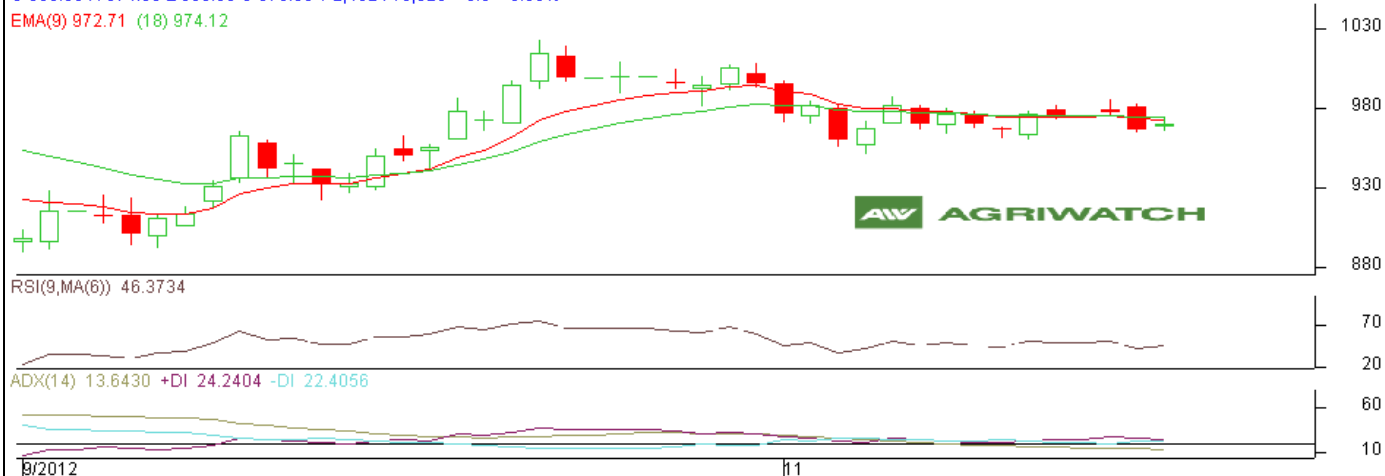 EMA(9) 972.71 (18) 974.12
1030
980
930
AW AGRIWATCH
880
RSI(9,MA(6)) 46.3734
70
20
ADX(14) 13.6430 +DI 24.2404 -DI 22.4056
60
10
9/2012 11